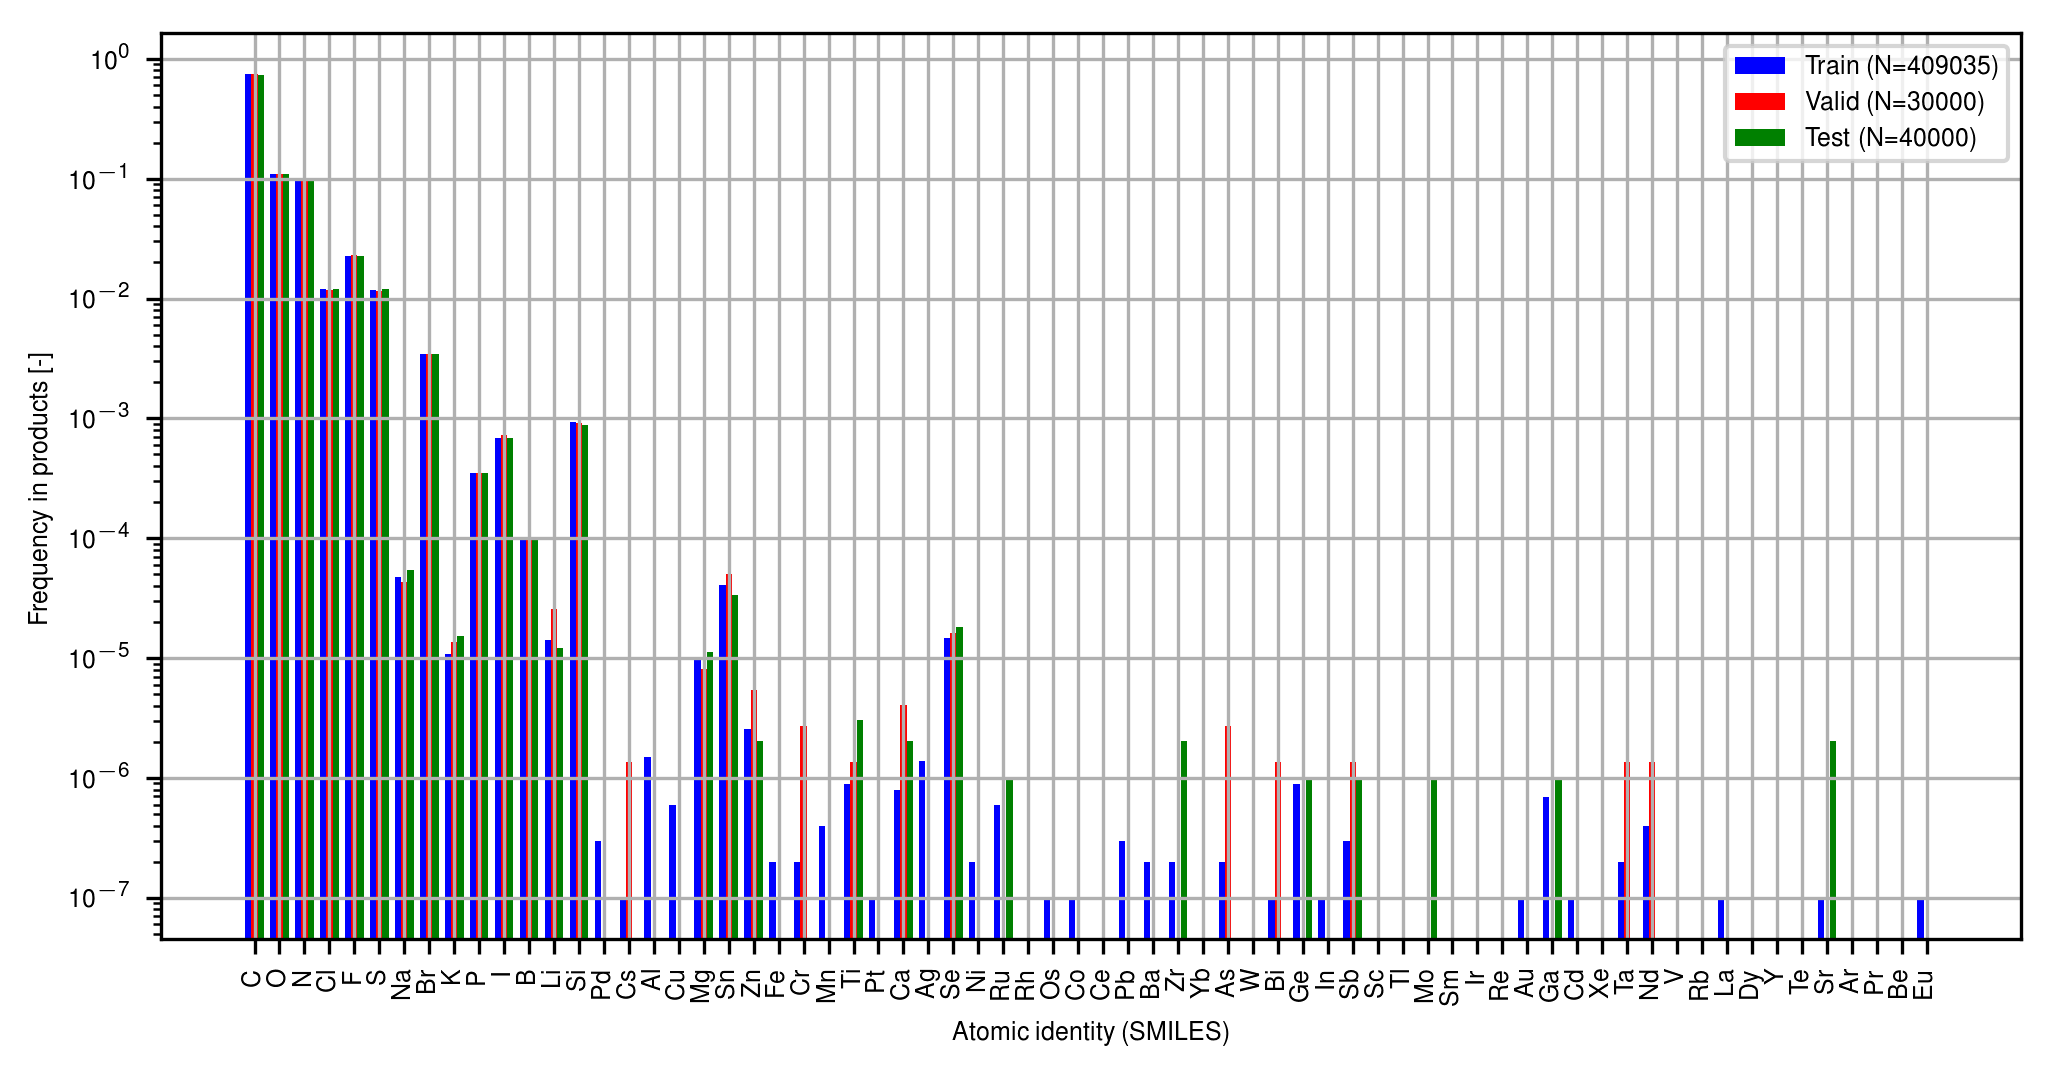 10^0
10^−1
10^−2
10^−3
10^−4
10^−5
10^−6
10^−7
Frequency in products [-]
Train (N=409035)
Valid (N=30000)
Test (N=40000)
C O N Cl F S Na Br K P I B Li Si Pd Cs Al Cu Mg Sn Zn Fe Cr Mn Ti Pt Ca Ag Se Ni Ru Rh Os Co Ce Pb Ba Zr Yb As W Bi Ge In Sb Sc Tl Mo Sm Ir Re Au Ga Cd Xe Ta Nd V Rb La Dy Y Te Sr Ar Pr Be Eu
Atomic identity (SMILES)